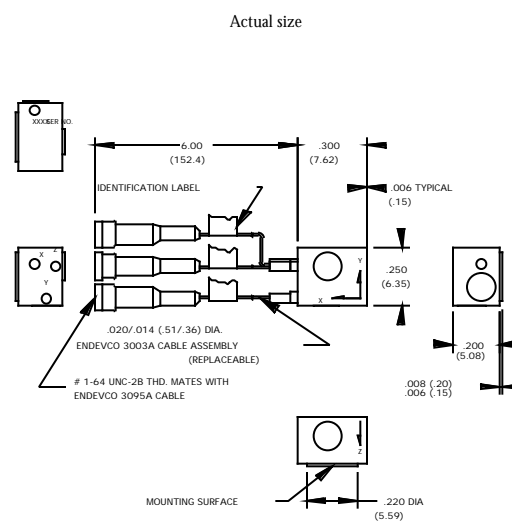 Actual size
XXXX SER NO.
6.00
(152.4)
.300
(7.62)
IDENTIFICATION LABEL
.006 TYPICAL
(.15)
X
Z
Y
Y
X
.250
(6.35)
.020/.014 (.51/.36) DIA.
ENDEVCO 3003A CABLE ASSEMBLY
(REPLACEABLE)
.200
(5.08)
# 1-64 UNC-2B THD. MATES WITH
ENDEVCO 3095A CABLE
.008 (.20)
.006 (.15)
Z
MOUNTING SURFACE
.220 DIA
(5.59)